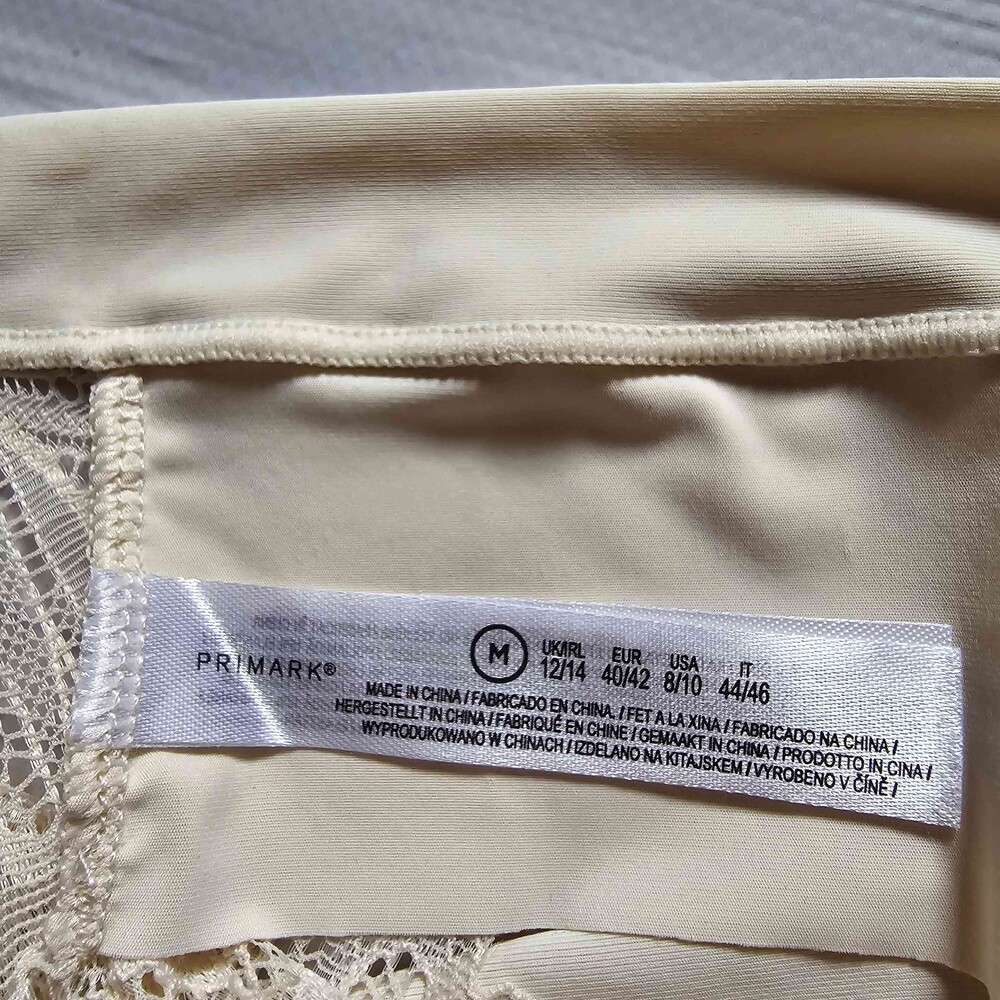 PRIMARK®
M
UK/IRL EUR USA IT
12/14 40/42 8/10 44/46
MADE IN CHINA / FABRICADO EN CHINA. / FET A LA XINA / FABRICADO NA CHINA /
HERGESTELLT IN CHINA / FABRIQUÉ EN CHINE / GEMAAKT IN CHINA / PRODOTTO IN CINA /
WYPRODUKOWANO W CHINACH / IZDELANO NA KITAJSKEM / VYROBENO V ČÍNĚ /